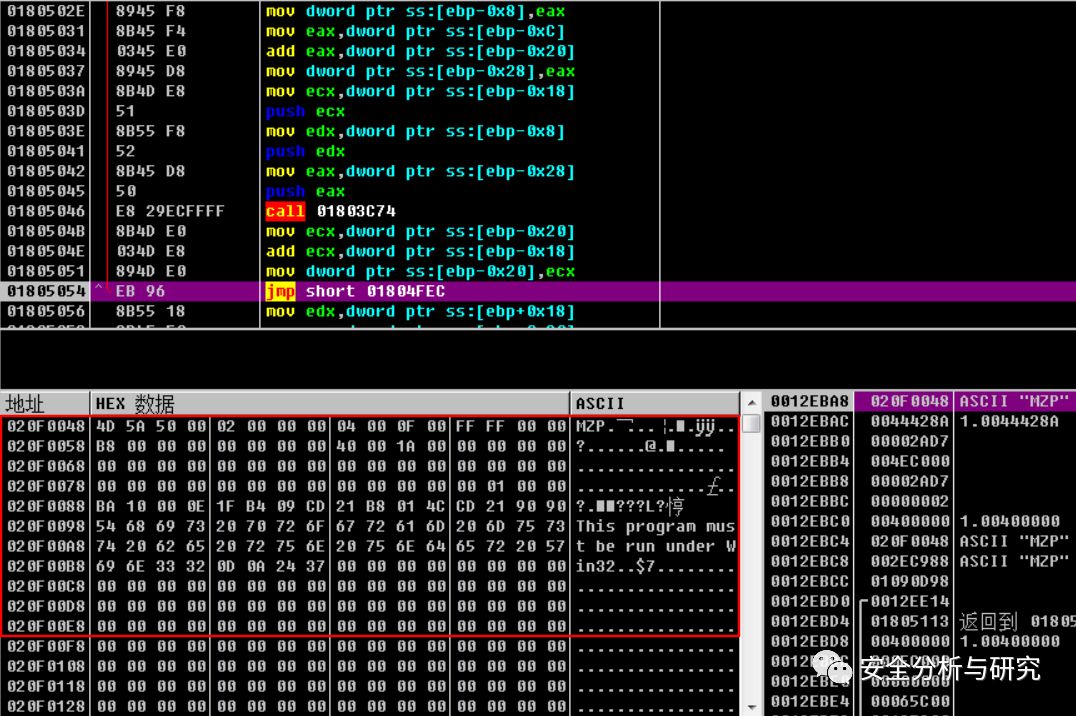 0180502E 8945 F8 mov dword ptr ss:[ebp-0x8],eax
01805031 8B45 F4 mov eax,dword ptr ss:[ebp-0xC]
01805034 0345 E0 add eax,dword ptr ss:[ebp-0x20]
01805037 8945 D8 mov dword ptr ss:[ebp-0x28],eax
0180503A 8B4D E8 mov ecx,dword ptr ss:[ebp-0x18]
0180503D 51 push ecx
0180503E 8B55 F8 mov edx,dword ptr ss:[ebp-0x8]
01805041 52 push edx
01805042 8B45 D8 mov eax,dword ptr ss:[ebp-0x28]
01805045 50 push eax
01805046 E8 29ECFFFF call 01803C74
0180504B 8B4D E0 mov ecx,dword ptr ss:[ebp-0x20]
0180504E 034D E8 add ecx,dword ptr ss:[ebp-0x18]
01805051 894D E0 mov dword ptr ss:[ebp-0x20],ecx
01805054 ^ EB 96 jmp short 01804FEC
01805056 8B55 18 mov edx,dword ptr ss:[ebp+0x18]
地址 HEX 数据 ASCII
020F0048 4D 5A 50 00 02 00 00 00 04 00 0F 00 FF FF 00 00 MZP.
020F0058 B8 00 00 00 00 00 00 00 40 00 1A 00 00 00 00 00 ?......@.
020F0068 00 00 00 00 00 00 00 00 00 00 00 00 00 00 00 00 ................
020F0078 00 00 00 00 00 00 00 00 00 00 00 00 00 01 00 00
020F0088 BA 10 00 0E 1F B4 09 CD 21 B8 01 4C CD 21 90 90
020F0098 54 68 69 73 20 70 72 6F 67 72 61 6D 20 6D 75 73 This program mus
020F00A8 74 20 62 65 20 72 75 6E 20 75 6E 64 65 72 20 57 t be run under W
020F00B8 69 6E 33 32 0D 0A 24 37 00 00 00 00 00 00 00 00 in32..$7........
020F00C8 00 00 00 00 00 00 00 00 00 00 00 00 00 00 00 00 ................
020F00D8 00 00 00 00 00 00 00 00 00 00 00 00 00 00 00 00 ................
020F00E8 00 00 00 00 00 00 00 00 00 00 00 00 00 00 00 00 ................
020F00F8 00 00 00 00 00 00 00 00 00 00 00 00 00 00 00 00 ................
020F0108 00 00 00 00 00 00 00 00 00 00 00 00 00 00 00 00 ................
020F0118 00 00 00 00 00 00 00 00 00 00 00 00 00 00 00 00 ................
020F0128 00 00 00 00 00 00 00 00 00 00 00 00 00 00 00 00 ................
0012EBA8 020F0048 ASCII "MZP"
0012EBAC 0044428A 1.0044428A
0012EBB0 00002AD7
0012EBB4 004EC000
0012EBB8 00002AD7
0012EBBC 00000002
0012EBC0 00400000 1.00400000
0012EBC4 020F0048 ASCII "MZP"
0012EBC8 002EC988 ASCII "MZP"
0012EBCC 01090D98
0012EBD0 0012EE14
0012EBD4 01805113 返回到 01805
0012EBD8 00400000 1.00400000
0012EBE4 00065C00
安全分析与研究